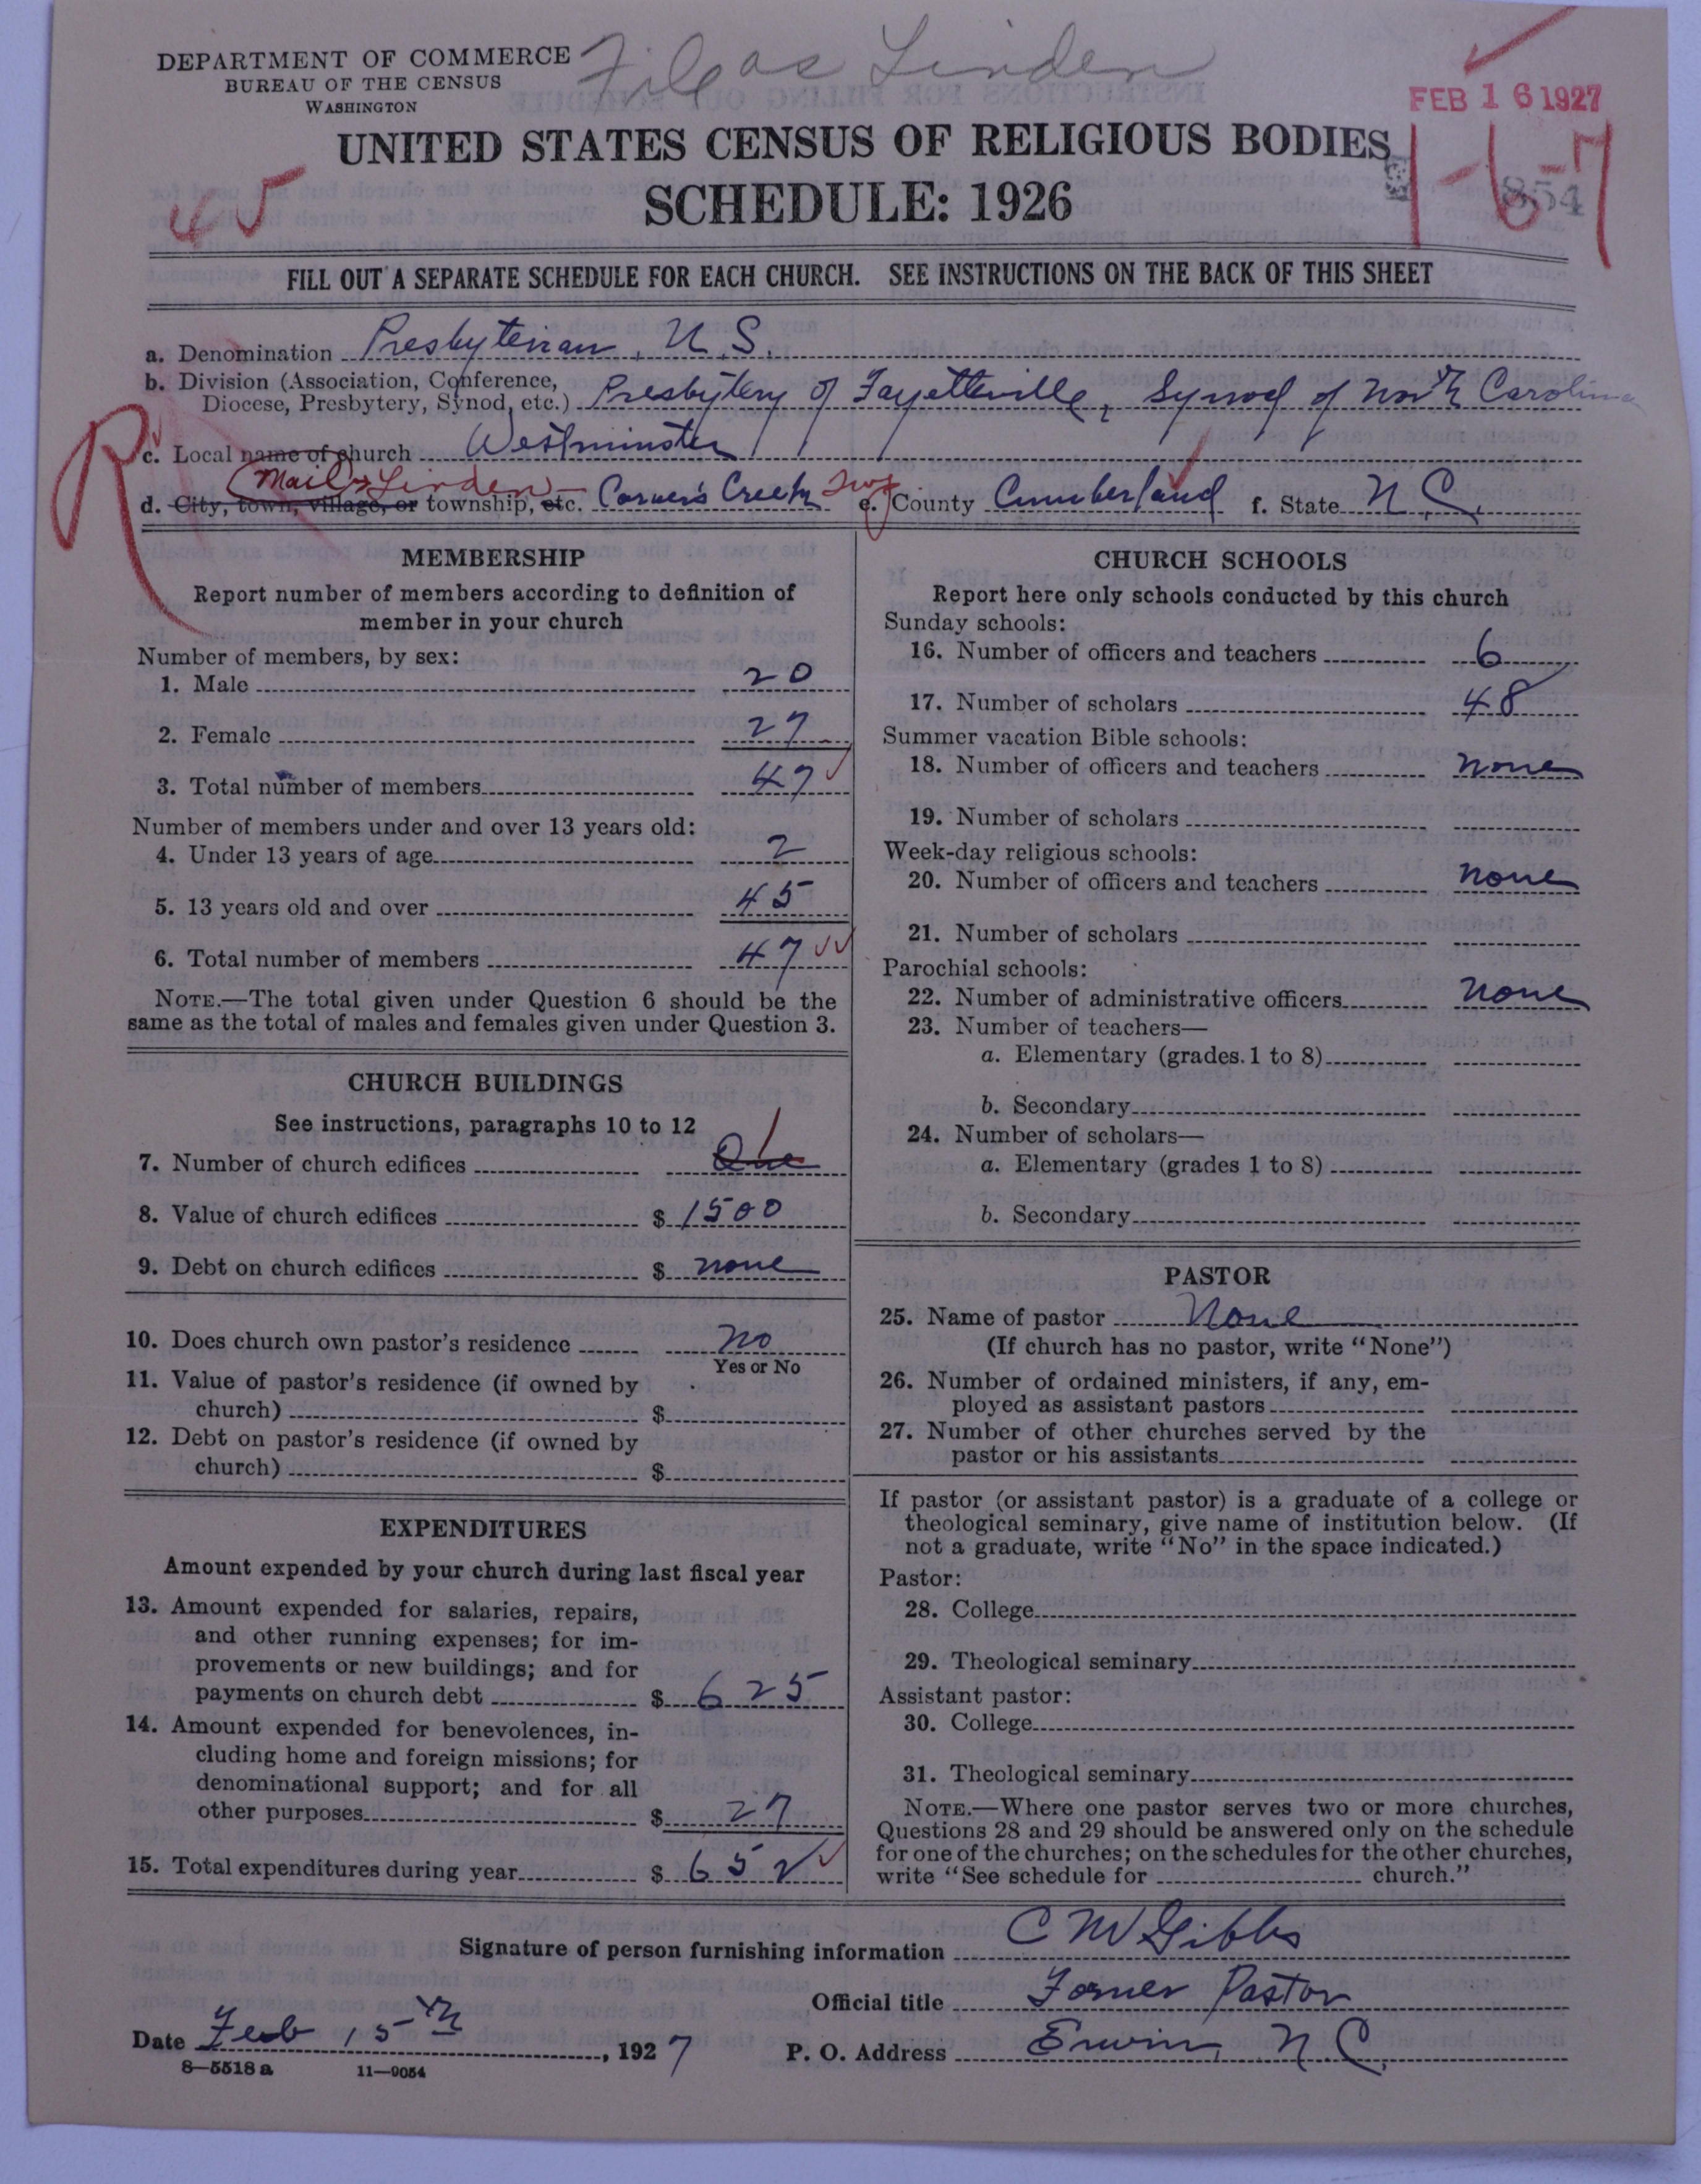 DEPARTMENT OF COMMERCE
BUREAU OF THE CENSUS
WASHINGTON
File as Linden
FEB 16 1927
UNITED STATES CENSUS OF RELIGIOUS BODIES
SCHEDULE: 1926
45
1-6-7
854
FILL OUT A SEPARATE SCHEDULE FOR EACH CHURCH. SEE INSTRUCTIONS ON THE BACK OF THIS SHEET
a. Denomination Presbyterian, U.S.
b. Division (Association, Conference, Diocese, Presbytery, Synod, etc.) Presbytery of Fayetteville, Synod of North Carolina
R
c. Local name of church Westminster
Mail Linden
d. City, town, village, or township, etc. Carver's Creek Twp e. County Cumberland f. State N.C.
MEMBERSHIP
Report number of members according to definition of
member in your church
Number of members, by sex:
1. Male 20
2. Female 27
3. Total number of members 47
Number of members under and over 13 years old:
4. Under 13 years of age 2
5. 13 years old and over 45
6. Total number of members 47
NOTE.—The total given under Question 6 should be the
same as the total of males and females given under Question 3.
CHURCH BUILDINGS
See instructions, paragraphs 10 to 12
7. Number of church edifices One 1
8. Value of church edifices $ 1500
9. Debt on church edifices $ none
10. Does church own pastor's residence no
Yes or No
11. Value of pastor's residence (if owned by
church) $
12. Debt on pastor's residence (if owned by
church) $
EXPENDITURES
Amount expended by your church during last fiscal year
13. Amount expended for salaries, repairs,
and other running expenses; for im-
provements or new buildings; and for
payments on church debt $ 625
14. Amount expended for benevolences, in-
cluding home and foreign missions; for
denominational support; and for all
other purposes $ 27
15. Total expenditures during year $ 652
CHURCH SCHOOLS
Report here only schools conducted by this church
Sunday schools:
16. Number of officers and teachers 6
17. Number of scholars 48
Summer vacation Bible schools:
18. Number of officers and teachers none
19. Number of scholars
Week-day religious schools:
20. Number of officers and teachers none
21. Number of scholars
Parochial schools:
22. Number of administrative officers none
23. Number of teachers—
a. Elementary (grades 1 to 8)
b. Secondary
24. Number of scholars—
a. Elementary (grades 1 to 8)
b. Secondary
PASTOR
25. Name of pastor None
(If church has no pastor, write "None")
26. Number of ordained ministers, if any, em-
ployed as assistant pastors
27. Number of other churches served by the
pastor or his assistants
If pastor (or assistant pastor) is a graduate of a college or
theological seminary, give name of institution below. (If
not a graduate, write "No" in the space indicated.)
Pastor:
28. College
29. Theological seminary
Assistant pastor:
30. College
31. Theological seminary
NOTE.—Where one pastor serves two or more churches,
Questions 28 and 29 should be answered only on the schedule
for one of the churches; on the schedules for the other churches,
write "See schedule for church."
Signature of person furnishing information C M Gibbs
Official title Former Pastor
Date Feb 15th, 1927 P. O. Address Erwin, N C.
8—5518 a 11—9054